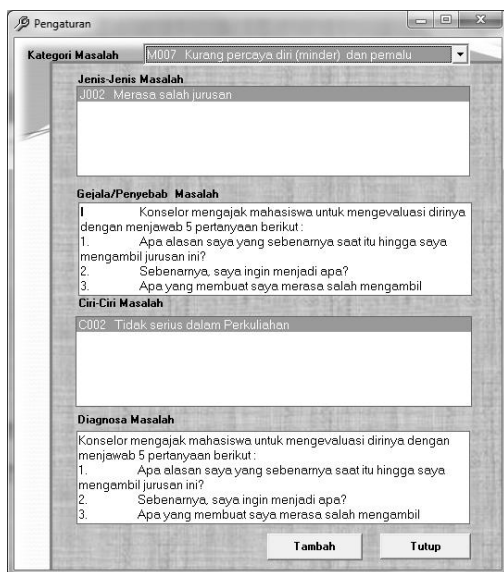 Pengaturan
Kategori Masalah M007 Kurang percaya diri (minder) dan pemalu
Jenis-Jenis Masalah
J002 Merasa salah jurusan
Gejala/Penyebab Masalah
I Konselor mengajak mahasiswa untuk mengevaluasi dirinya
dengan menjawab 5 pertanyaan berikut :
1. Apa alasan saya yang sebenarnya saat itu hingga saya
mengambil jurusan ini?
2. Sebenarnya, saya ingin menjadi apa?
3. Apa yang membuat saya merasa salah mengambil
Ciri-Ciri Masalah
C002 Tidak serius dalam Perkuliahan
Diagnosa Masalah
Konselor mengajak mahasiswa untuk mengevaluasi dirinya dengan
menjawab 5 pertanyaan berikut :
1. Apa alasan saya yang sebenarnya saat itu hingga saya
mengambil jurusan ini?
2. Sebenarnya, saya ingin menjadi apa?
3. Apa yang membuat saya merasa salah mengambil
Tambah Tutup